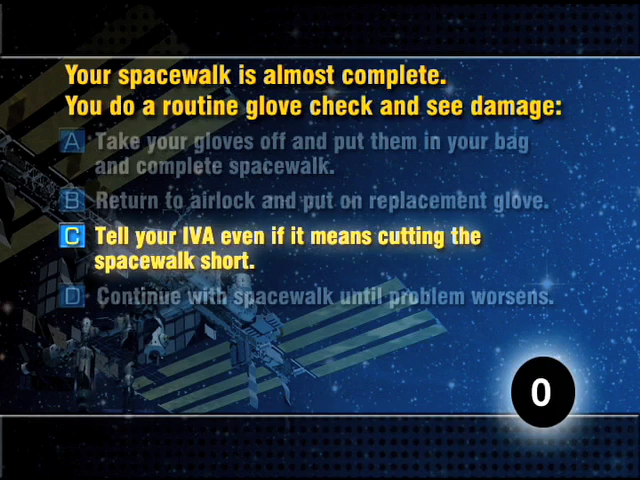 Your spacewalk is almost complete.
You do a routine glove check and see damage:
A Take your gloves off and put them in your bag
and complete spacewalk.
B Return to airlock and put on replacement glove.
C Tell your IVA even if it means cutting the
spacewalk short.
D Continue with spacewalk until problem worsens.
0